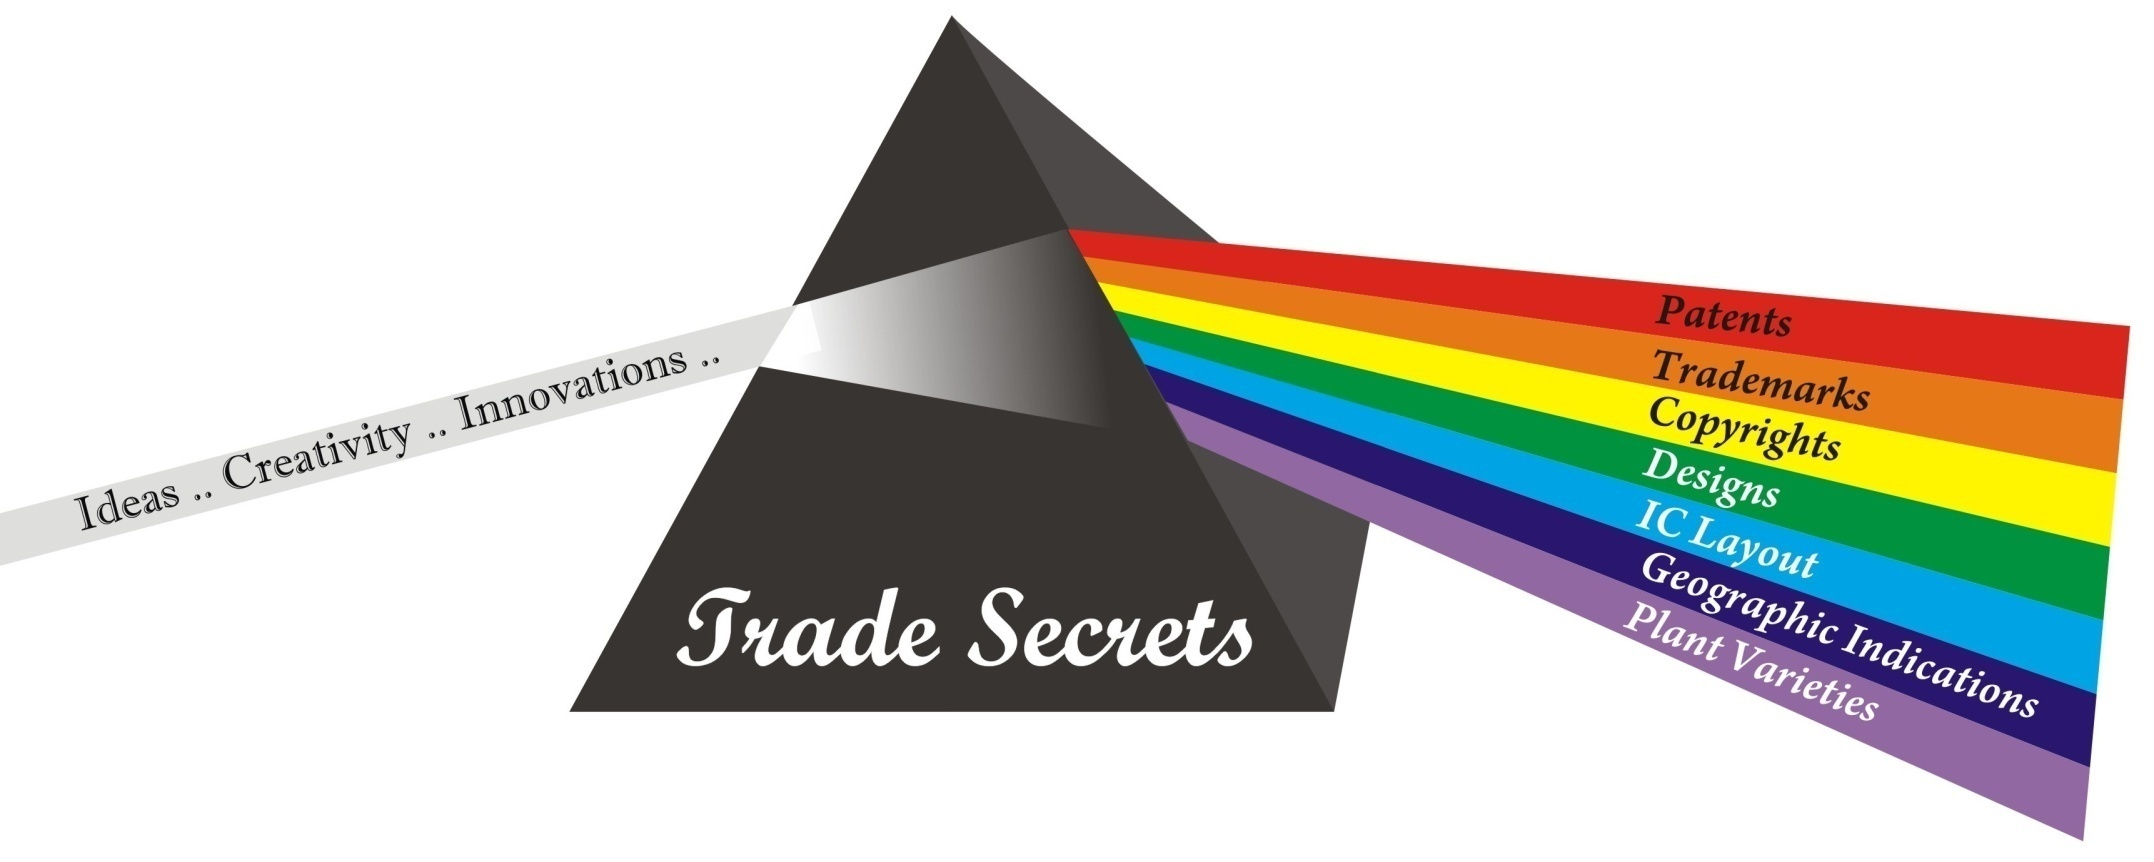 Ideas .. Creativity .. Innovations ..
Trade Secrets
Patents
Trademarks
Copyrights
Designs
IC Layout
Geographic Indications
Plant Varieties